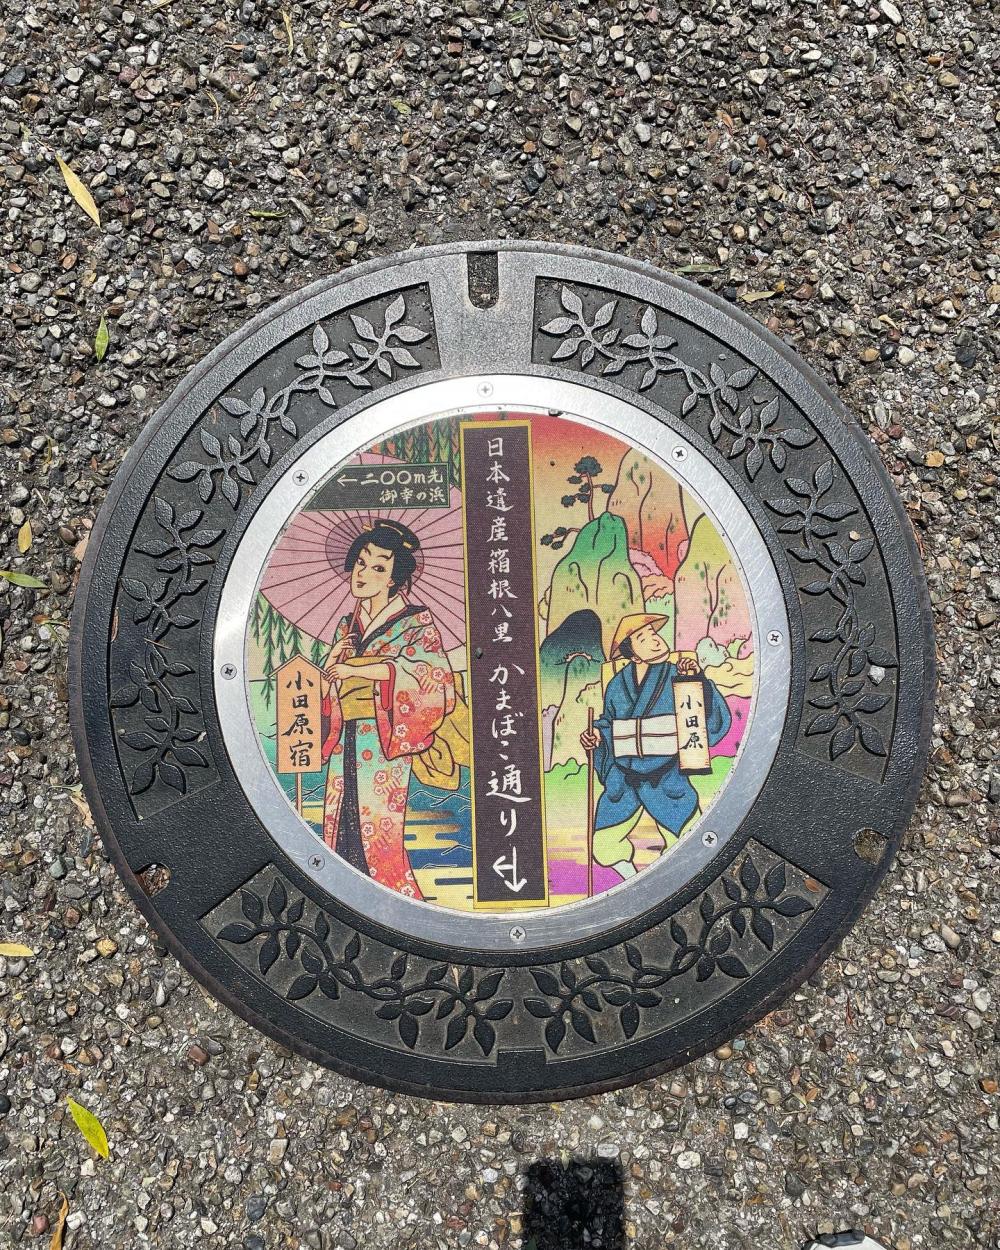 ←二〇〇m先
御幸の浜
日本遺産箱根八里 かまぼこ通り
小田原宿
小田原